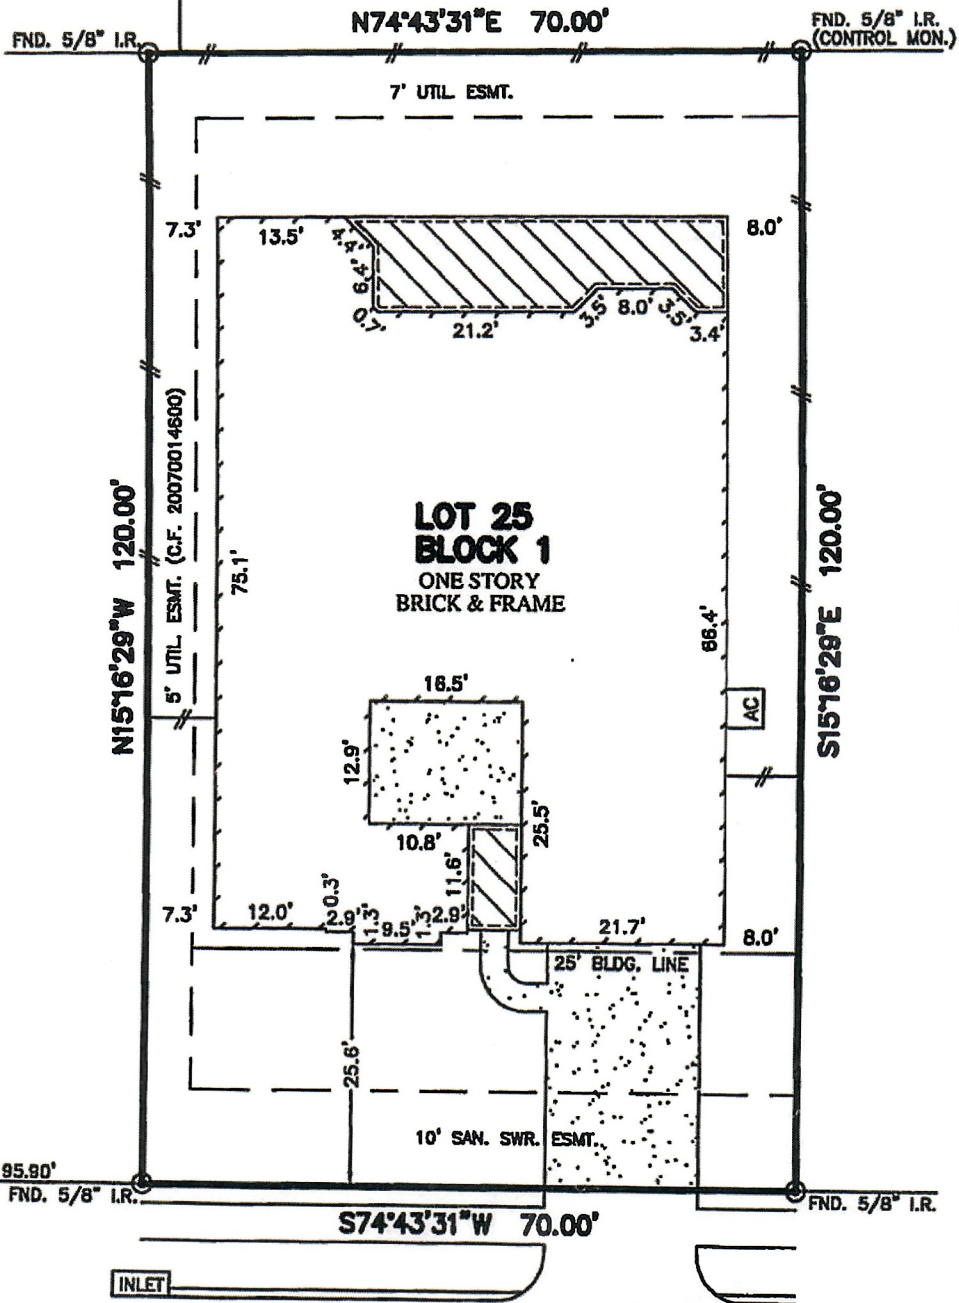 N74°43'31"E 70.00'
FND. 5/8" I.R.
FND. 5/8" I.R.
(CONTROL MON.)
7' UTIL. ESMT.
7.3'
13.5'
4.4'
6.4'
0.7'
21.2'
3.5'
8.0'
3.5'
3.4'
8.0'
N15°16'29"W 120.00'
5' UTIL. ESMT. (C.F. 20070014600)
75.1'
LOT 25
BLOCK 1
ONE STORY
BRICK & FRAME
66.4'
S15°16'29"E 120.00'
AC
16.5'
12.9'
10.8'
25.5'
11.6'
7.3'
12.0'
0.3'
2.9'
1.3'
9.5'
1.3'
2.9'
21.7'
8.0'
25' BLDG. LINE
25.6'
10' SAN. SWR. ESMT.
95.90'
FND. 5/8" I.R.
FND. 5/8" I.R.
S74°43'31"W 70.00'
INLET